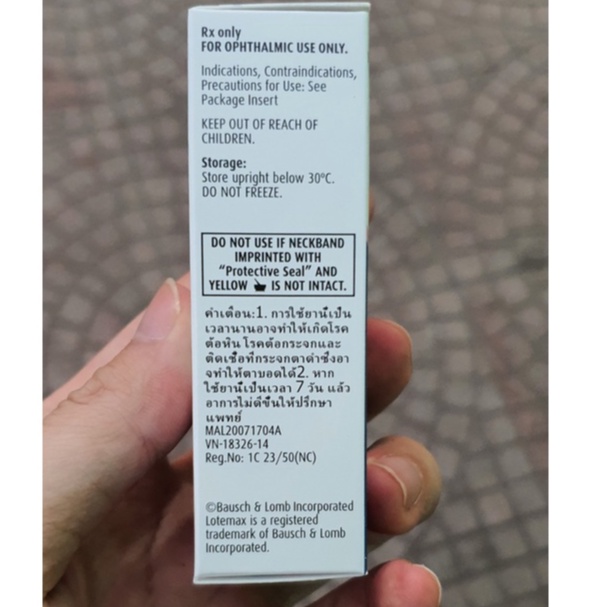 Rx only
FOR OPHTHALMIC USE ONLY.
Indications, Contraindications,
Precautions for Use: See
Package Insert
KEEP OUT OF REACH OF
CHILDREN.
Storage:
Store upright below 30°C.
DO NOT FREEZE.
DO NOT USE IF NECKBAND
IMPRINTED WITH
“Protective Seal” AND
YELLOW IS NOT INTACT.
คำเตือน:1. การใช้ยานี้เป็น
เวลานานอาจทำให้เกิดโรค
ต้อหิน โรคต้อกระจกและ
ติดเชื้อที่กระจกตาดำซึ่งอา
จทำให้ตาบอดได้2. หาก
ใช้ยานี้เป็นเวลา 7 วัน แล้ว
อาการไม่ดีขึ้นให้ปรึกษา
แพทย์
MAL20071704A
VN-18326-14
Reg.No: 1C 23/50(NC)
©Bausch & Lomb Incorporated
Lotemax is a registered
trademark of Bausch & Lomb
Incorporated.